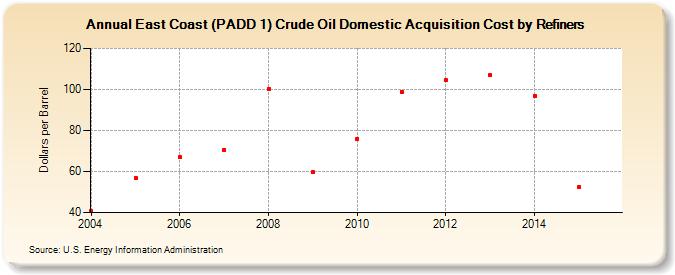 Annual East Coast (PADD 1) Crude Oil Domestic Acquisition Cost by Refiners
Dollars per Barrel
120
100
80
60
40
2004 2006 2008 2010 2012 2014
Source: U.S. Energy Information Administration